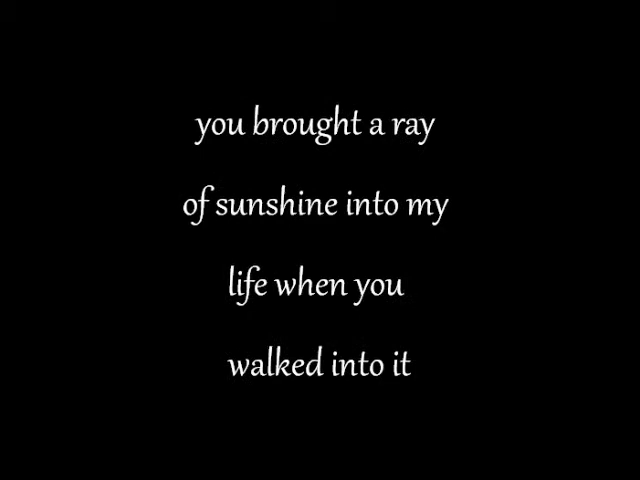 you brought a ray
of sunshine into my
life when you
walked into it